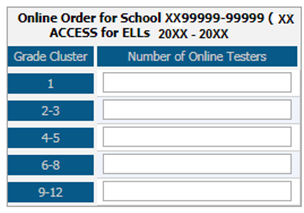 Online Order for School XX99999-99999 ( XX
ACCESS for ELLs 20XX - 20XX
Grade Cluster Number of Online Testers
1
2-3
4-5
6-8
9-12